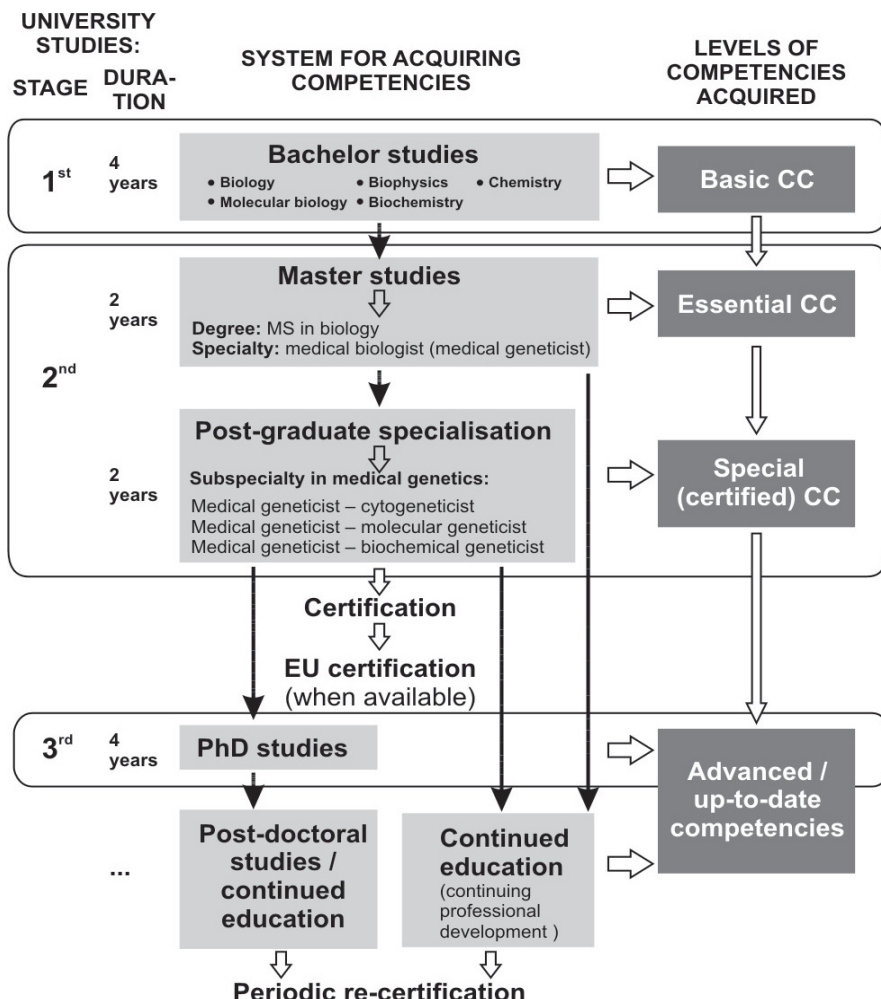 UNIVERSITY
STUDIES:
STAGE
DURA-
TION
SYSTEM FOR ACQUIRING
COMPETENCIES
LEVELS OF
COMPETENCIES
ACQUIRED
1st
4
years
Bachelor studies
• Biology • Biophysics • Chemistry
• Molecular biology • Biochemistry
Basic CC
2nd
2
years
Master studies
Degree: MS in biology
Specialty: medical biologist (medical geneticist)
Essential CC
2
years
Post-graduate specialisation
Subspecialty in medical genetics:
Medical geneticist – cytogeneticist
Medical geneticist – molecular geneticist
Medical geneticist – biochemical geneticist
Special
(certified) CC
Certification
EU certification
(when available)
3rd
4
years
PhD studies
Advanced /
up-to-date
competencies
...
Post-doctoral
studies /
continued
education
Continued
education
(continuing
professional
development )
Periodic re-certification